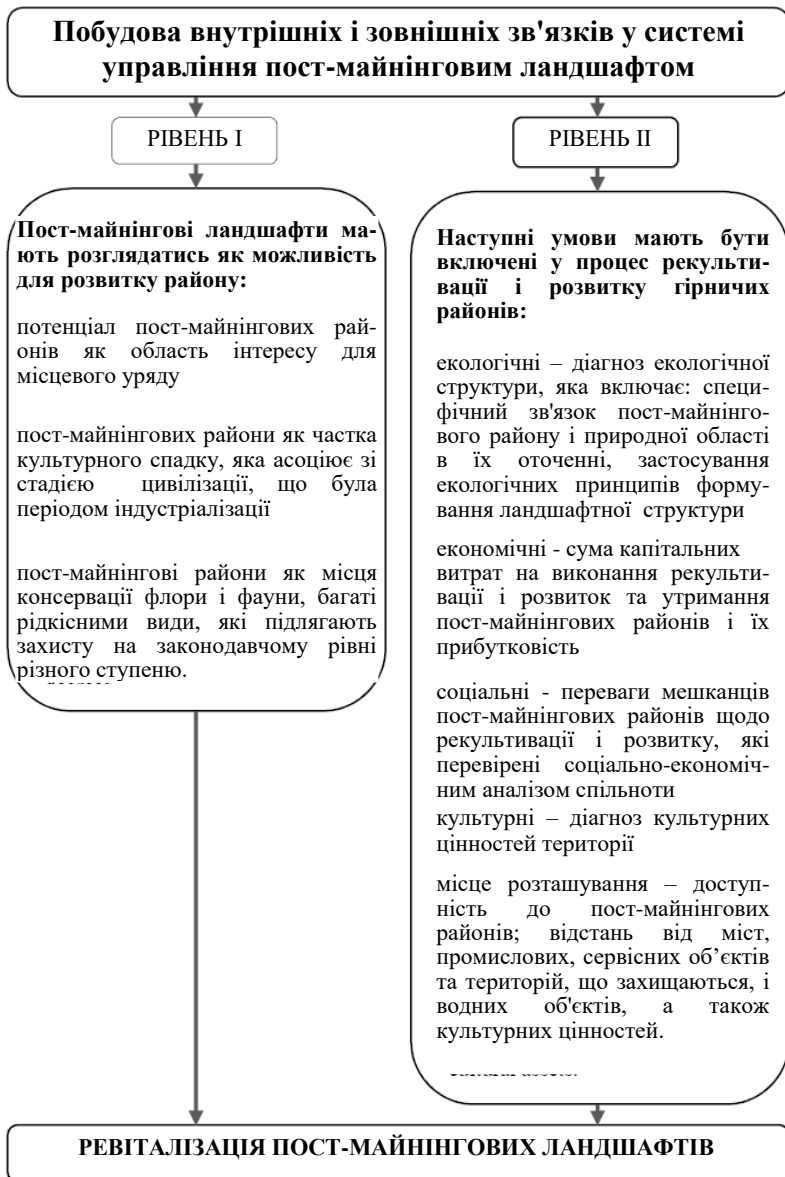 Побудова внутрішніх і зовнішніх зв'язків у системі
управління пост-майнінговим ландшафтом
РІВЕНЬ I
РІВЕНЬ II
Пост-майнінгові ландшафти ма-
ють розглядатись як можливість
для розвитку району:
потенціал пост-майнінгових рай-
онів як область інтересу для
місцевого уряду
пост-майнінгових райони як частка
культурного спадку, яка асоціює зі
стадією цивілізації, що була
періодом індустріалізації
пост-майнінгові райони як місця
консервації флори і фауни, багаті
рідкісними види, які підлягають
захисту на законодавчому рівні
різного ступеню.
Наступні умови мають бути
включені у процес рекульти-
вації і розвитку гірничих
районів:
екологічні – діагноз екологічної
структури, яка включає: специ-
фічний зв'язок пост-майнінго-
вого району і природної області
в їх оточенні, застосування
екологічних принципів форму-
вання ландшафтної структури
економічні - сума капітальних
витрат на виконання рекульти-
вації і розвиток та утримання
пост-майнінгових районів і їх
прибутковість
соціальні - переваги мешканців
пост-майнінгових районів щодо
рекультивації і розвитку, які
перевірені соціально-економіч-
ним аналізом спільноти
культурні – діагноз культурних
цінностей території
місце розташування – доступ-
ність до пост-майнінгових
районів; відстань від міст,
промислових, сервісних об’єктів
та територій, що захищаються, і
водних об'єктів, а також
культурних цінностей.
РЕВІТАЛІЗАЦІЯ ПОСТ-МАЙНІНГОВИХ ЛАНДШАФТІВ